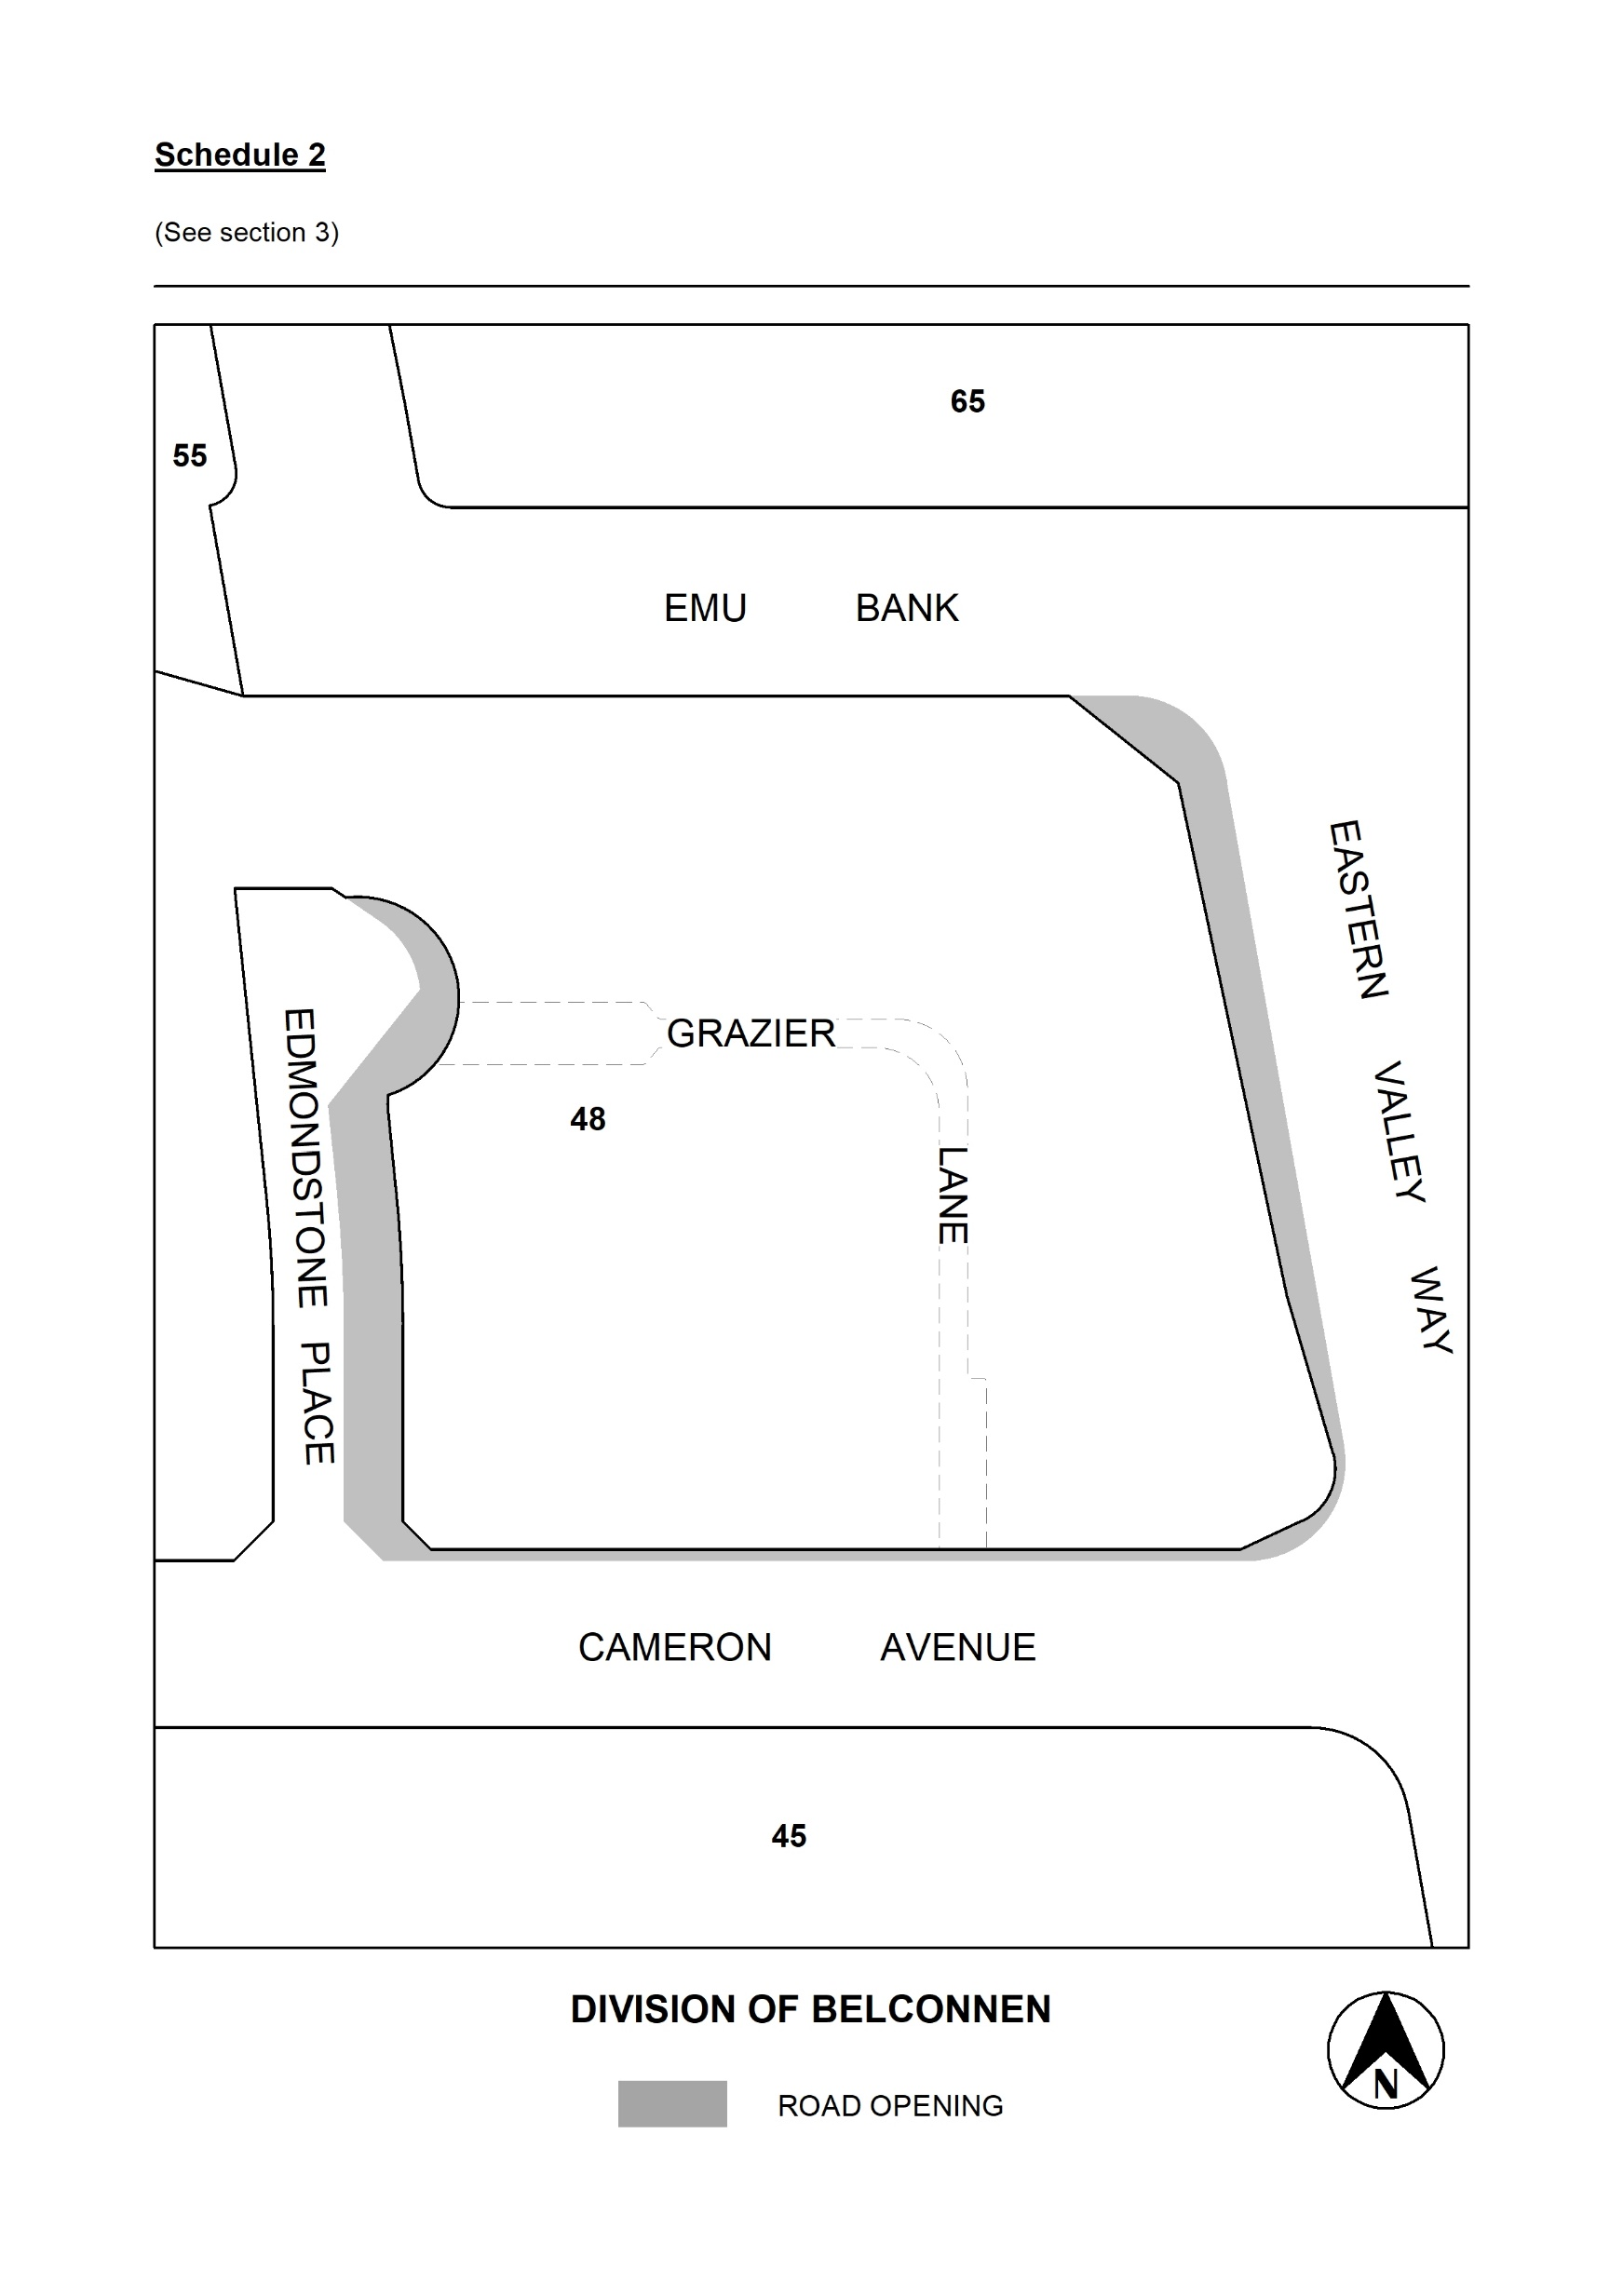 Schedule 2
(See section 3)
65
55
EMU BANK
EASTERN VALLEY WAY
EDMONDSTONE PLACE
GRAZIER LANE
48
CAMERON AVENUE
45
DIVISION OF BELCONNEN
ROAD OPENING
N